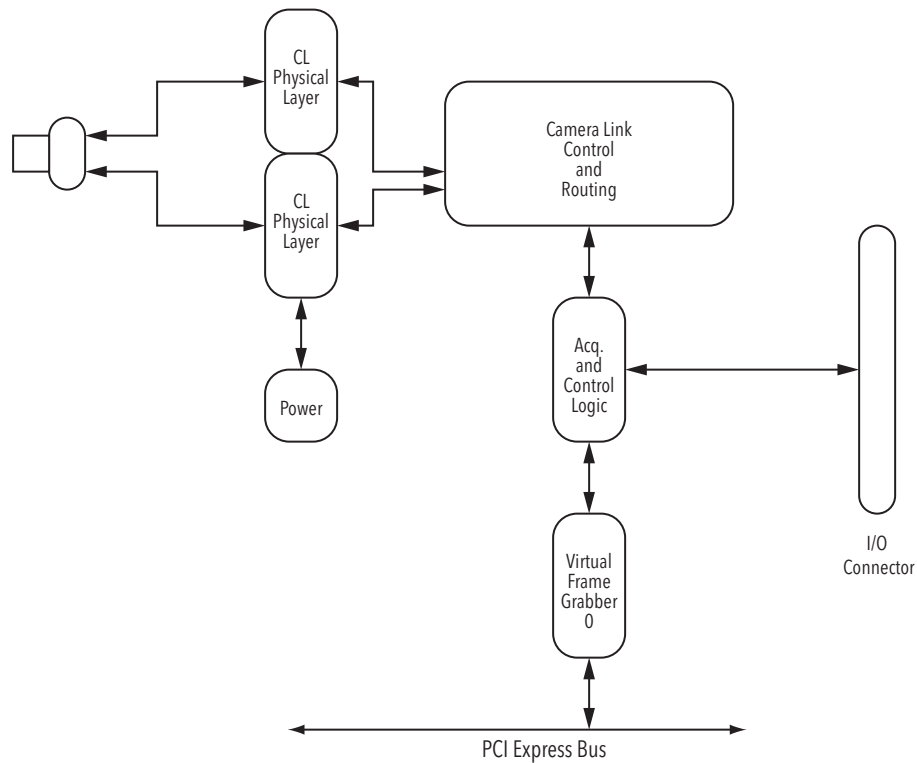 CL
Physical
Layer
Camera Link
Control
and
Routing
CL
Physical
Layer
Acq.
and
Control
Logic
Power
I/O
Connector
Virtual
Frame
Grabber
0
PCI Express Bus